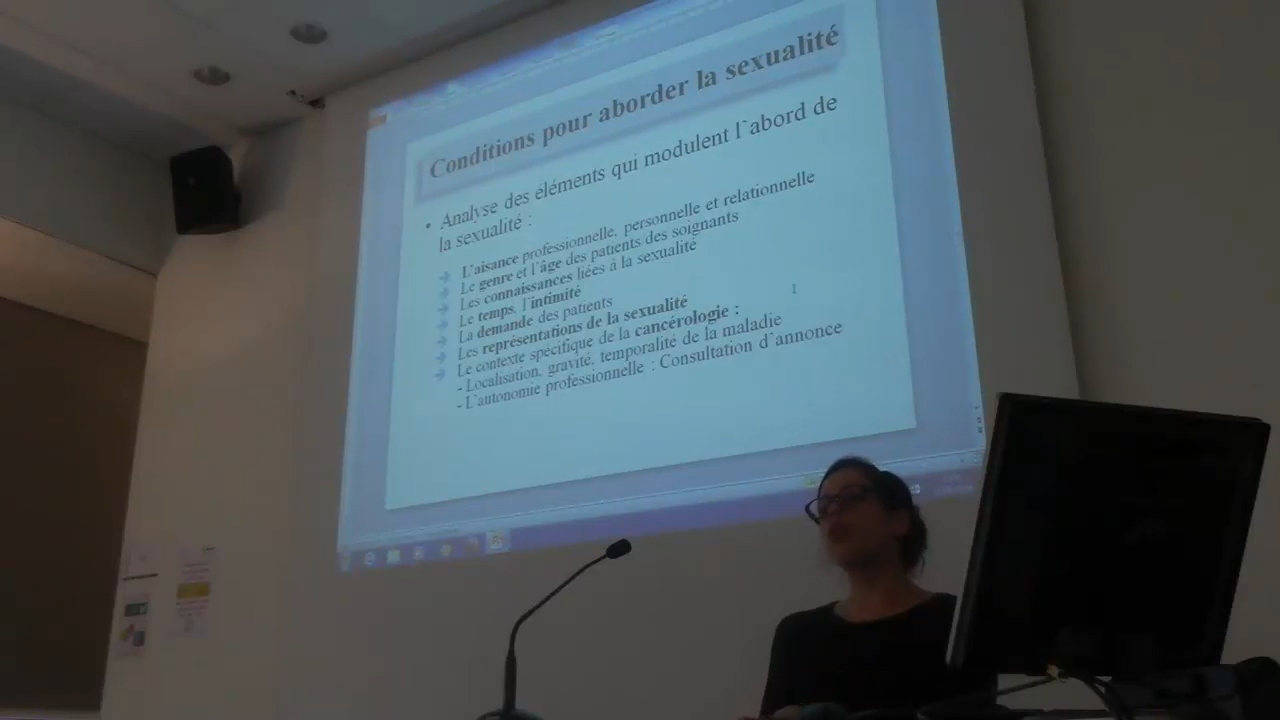 Conditions pour aborder la sexualité
• Analyse des éléments qui modulent l'abord de
la sexualité :
L'aisance professionnelle, personnelle et relationnelle
Le genre et l'âge des patients des soignants
Les connaissances liées à la sexualité
Le temps, l'intimité
La demande des patients
Les représentations de la sexualité
Le contexte spécifique de la cancérologie :
- Localisation, gravité, temporalité de la maladie
- L'autonomie professionnelle : Consultation d'annonce